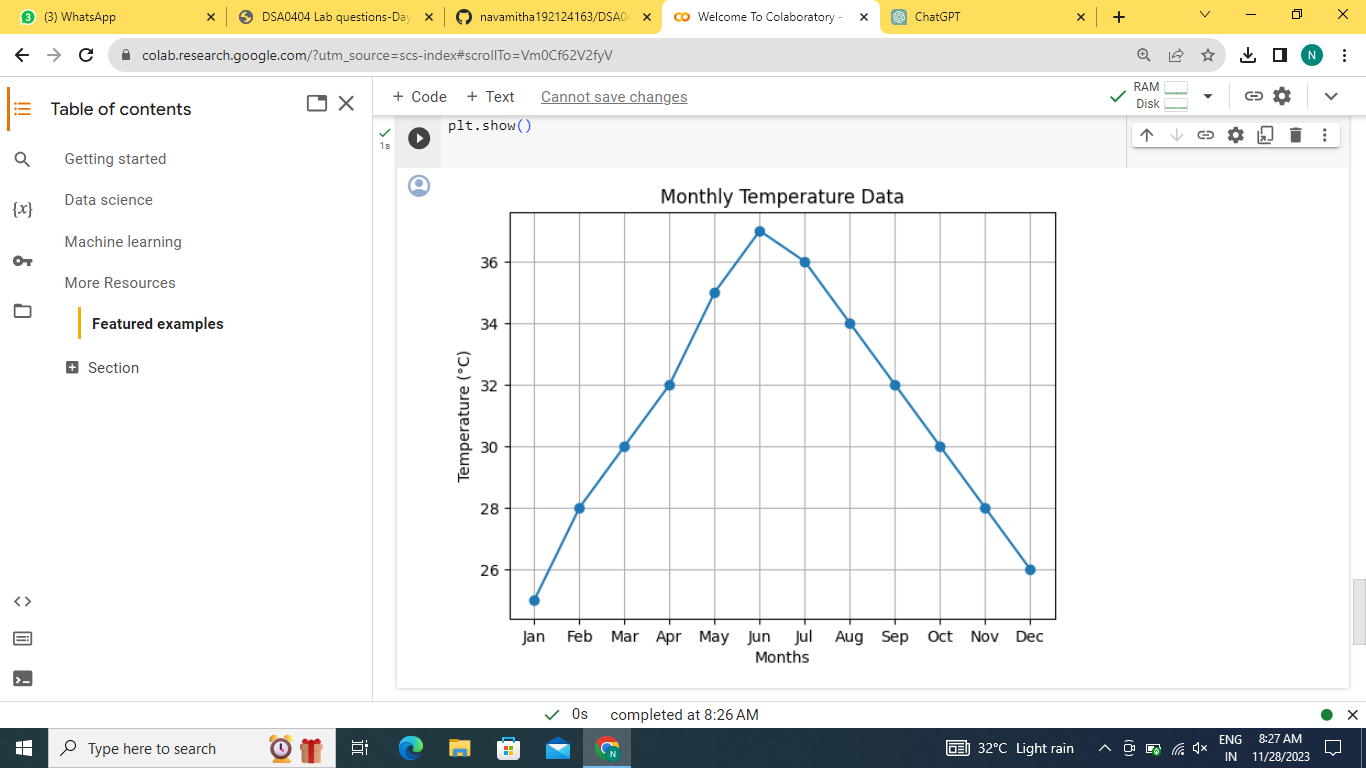 (3) WhatsApp
DSA0404 Lab questions-Day
navamitha192124163/DSA04
Welcome To Colaboratory -
ChatGPT
colab.research.google.com/?utm_source=scs-index#scrollTo=Vm0Cf62V2fyV
N
Table of contents
Getting started
Data science
Machine learning
More Resources
Featured examples
Section
{x}
+ Code + Text Cannot save changes
RAM
Disk
1s
plt.show()
Monthly Temperature Data
Temperature (°C)
36
34
32
30
28
26
Jan Feb Mar Apr May Jun Jul Aug Sep Oct Nov Dec
Months
0s completed at 8:26 AM
Type here to search
32°C Light rain
ENG
IN
8:27 AM
11/28/2023